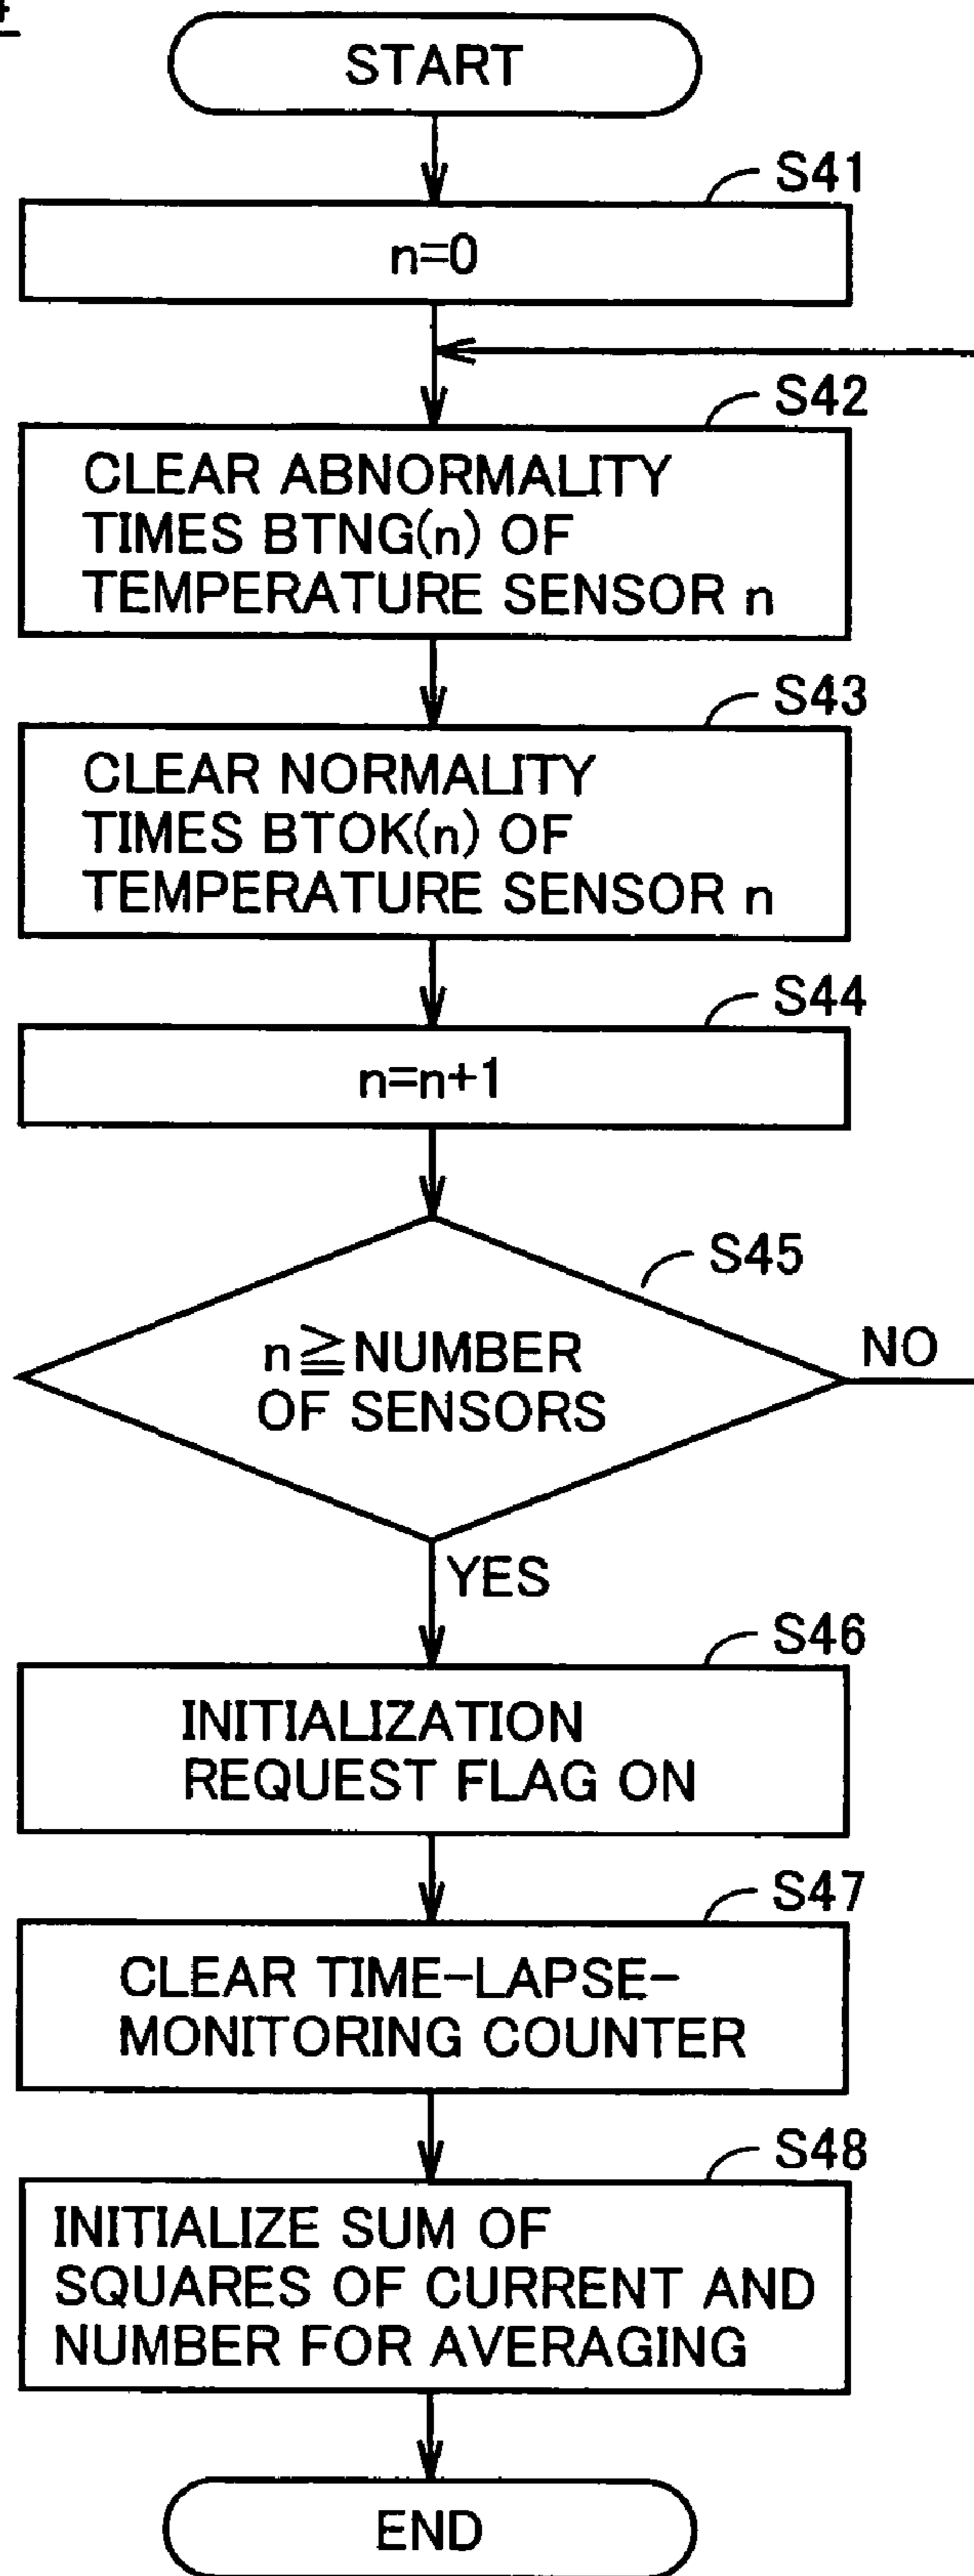 START
S41
n=0
S42
CLEAR ABNORMALITY
TIMES BTNG(n) OF
TEMPERATURE SENSOR n
S43
CLEAR NORMALITY
TIMES BTOK(n) OF
TEMPERATURE SENSOR n
S44
n=n+1
S45
n≧NUMBER
OF SENSORS
NO
YES
S46
INITIALIZATION
REQUEST FLAG ON
S47
CLEAR TIME-LAPSE-
MONITORING COUNTER
S48
INITIALIZE SUM OF
SQUARES OF CURRENT AND
NUMBER FOR AVERAGING
END